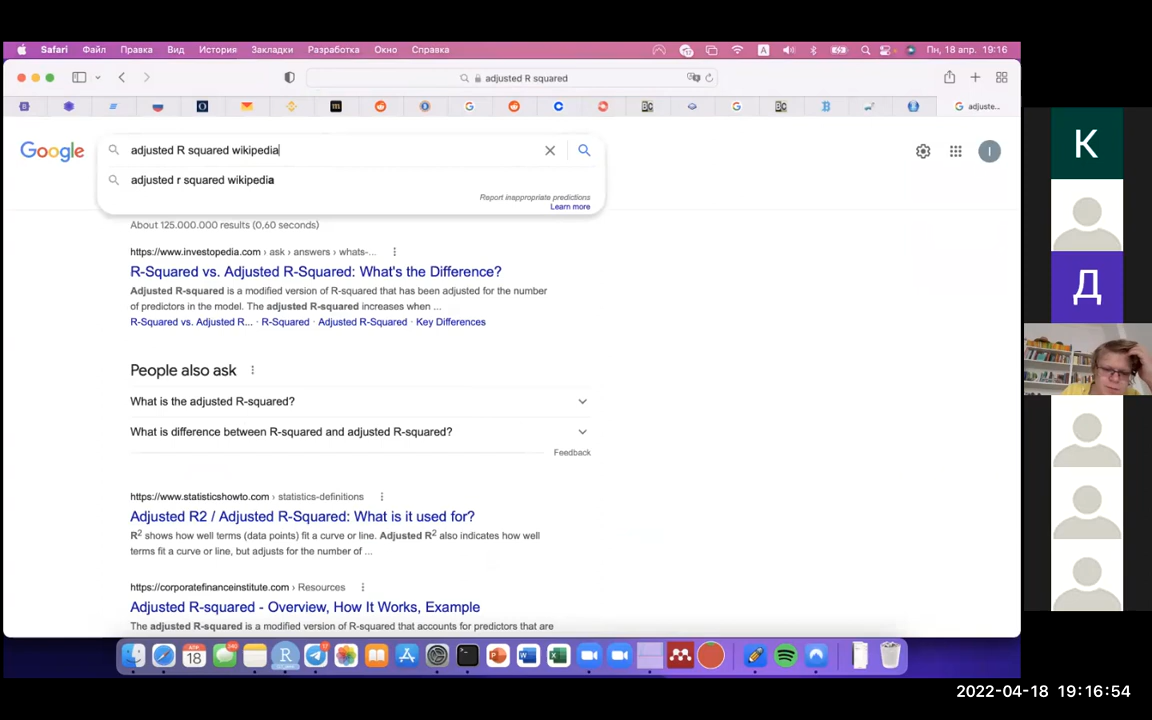 Safari Файл Правка Вид История Закладки Разработка Окно Справка
A
Пн, 18 апр. 19:16
adjusted R squared
adjuste...
Google
adjusted R squared wikipedia
adjusted r squared wikipedia
Report inappropriate predictions
Learn more
I
About 125.000.000 results (0,60 seconds)
https://www.investopedia.com › ask › answers › whats-...
R-Squared vs. Adjusted R-Squared: What's the Difference?
Adjusted R-squared is a modified version of R-squared that has been adjusted for the number
of predictors in the model. The adjusted R-squared increases when ...
R-Squared vs. Adjusted R... · R-Squared · Adjusted R-Squared · Key Differences
People also ask
What is the adjusted R-squared?
What is difference between R-squared and adjusted R-squared?
Feedback
https://www.statisticshowto.com › statistics-definitions
Adjusted R2 / Adjusted R-Squared: What is it used for?
R² shows how well terms (data points) fit a curve or line. Adjusted R² also indicates how well
terms fit a curve or line, but adjusts for the number of ...
https://corporatefinanceinstitute.com › Resources
Adjusted R-squared - Overview, How It Works, Example
The adjusted R-squared is a modified version of R-squared that accounts for predictors that are
18
R
К
Д
2022-04-18 19:16:54